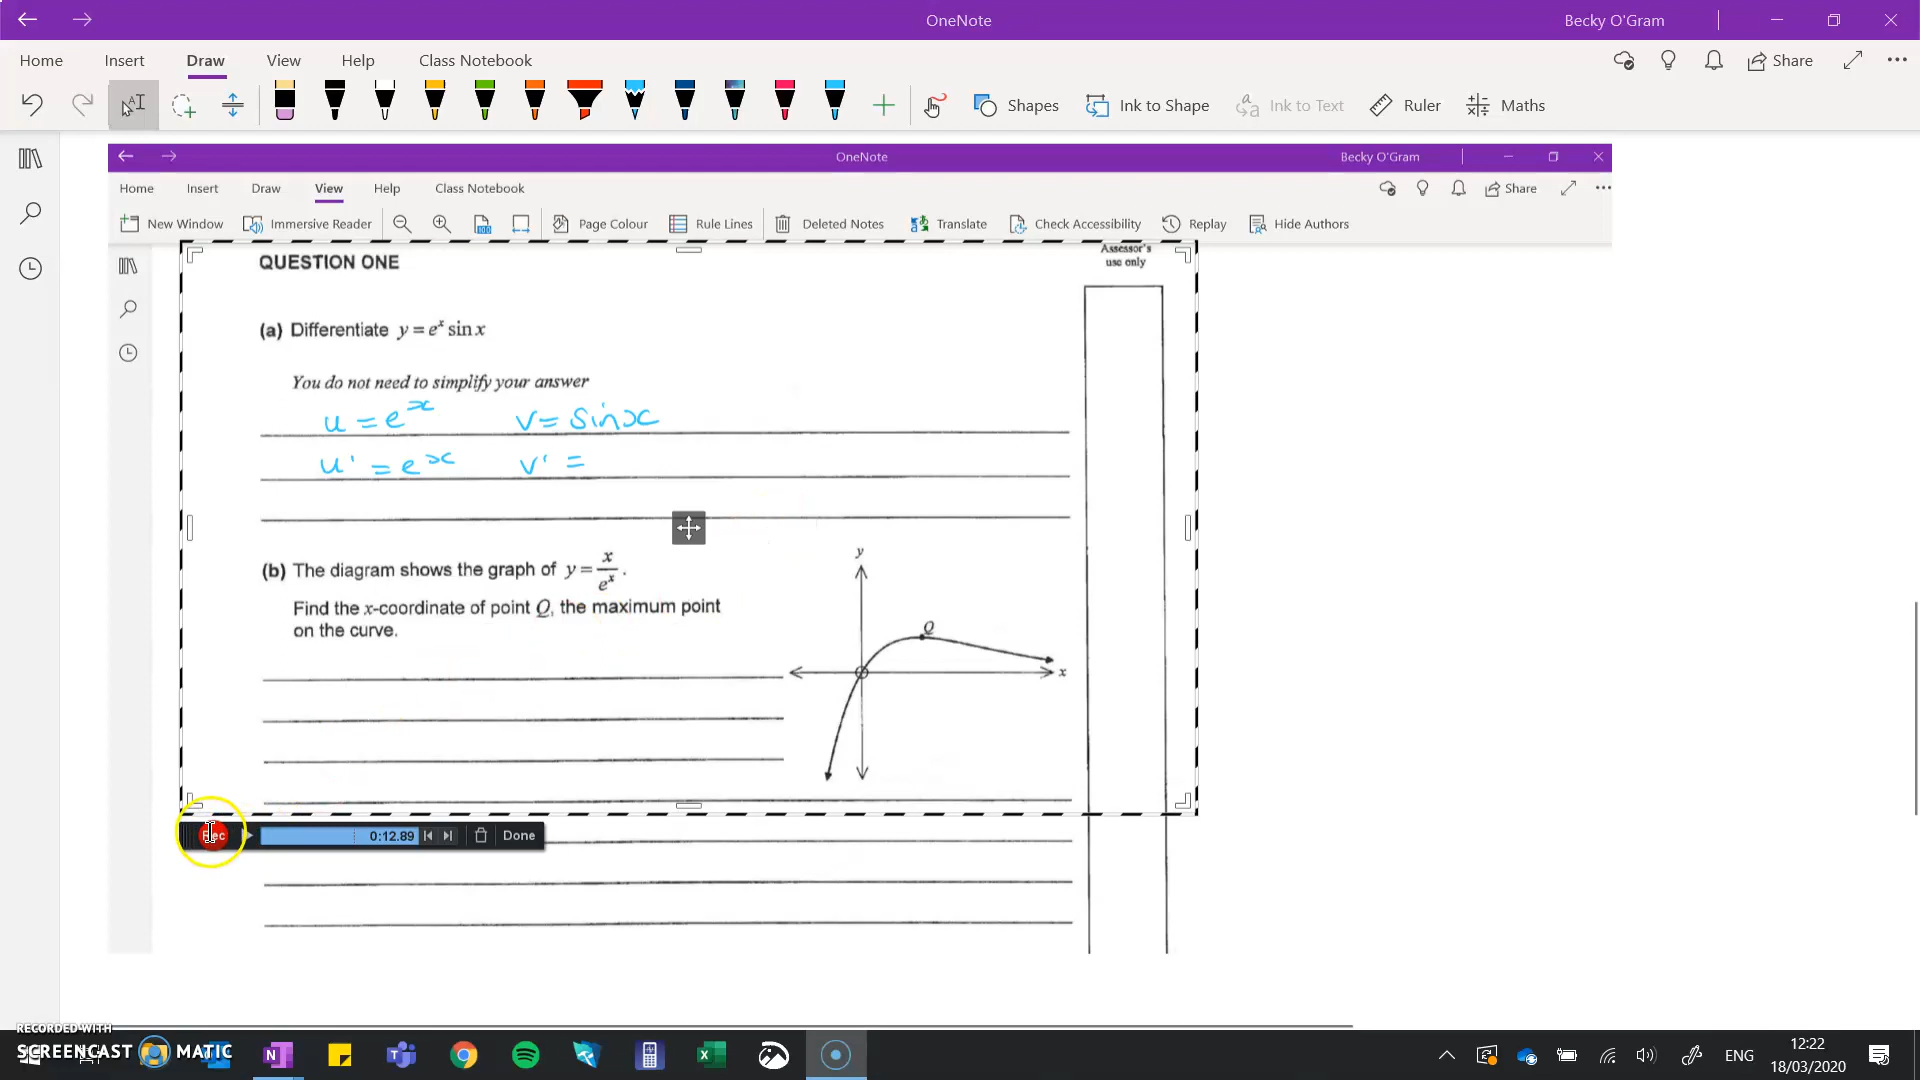 OneNote
Becky O'Gram
Home Insert Draw View Help Class Notebook
Share
Shapes Ink to Shape Ink to Text Ruler Maths
OneNote
Becky O'Gram
Home Insert Draw View Help Class Notebook
Share
New Window Immersive Reader Page Colour Rule Lines Deleted Notes Translate Check Accessibility Replay Hide Authors
QUESTION ONE
Assessor's
use only
(a) Differentiate y = eˣ sin x
You do not need to simplify your answer
u = eˣ v = sin x
u' = eˣ v' =
(b) The diagram shows the graph of y = x/eˣ.
Find the x-coordinate of point Q, the maximum point
on the curve.
y
Q
x
Rec 0:12.89 Done
RECORDED WITH
SCREENCAST MATIC
ENG
12:22
18/03/2020